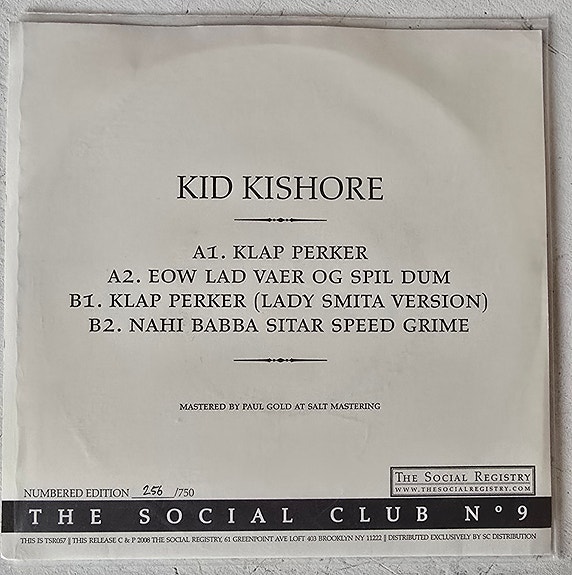 KID KISHORE
A1. KLAP PERKER
A2. EOW LAD VAER OG SPIL DUM
B1. KLAP PERKER (LADY SMITA VERSION)
B2. NAHI BABBA SITAR SPEED GRIME
MASTERED BY PAUL GOLD AT SALT MASTERING
NUMBERED EDITION 256 /750
THE SOCIAL REGISTRY
WWW.THESOCIALREGISTRY.COM
THE SOCIAL CLUB Nº 9
THIS IS TSR057 || THIS RELEASE C & P 2008 THE SOCIAL REGISTRY, 61 GREENPOINT AVE LOFT 403 BROOKLYN NY 11222 || DISTRIBUTED EXCLUSIVELY BY SC DISTRIBUTION